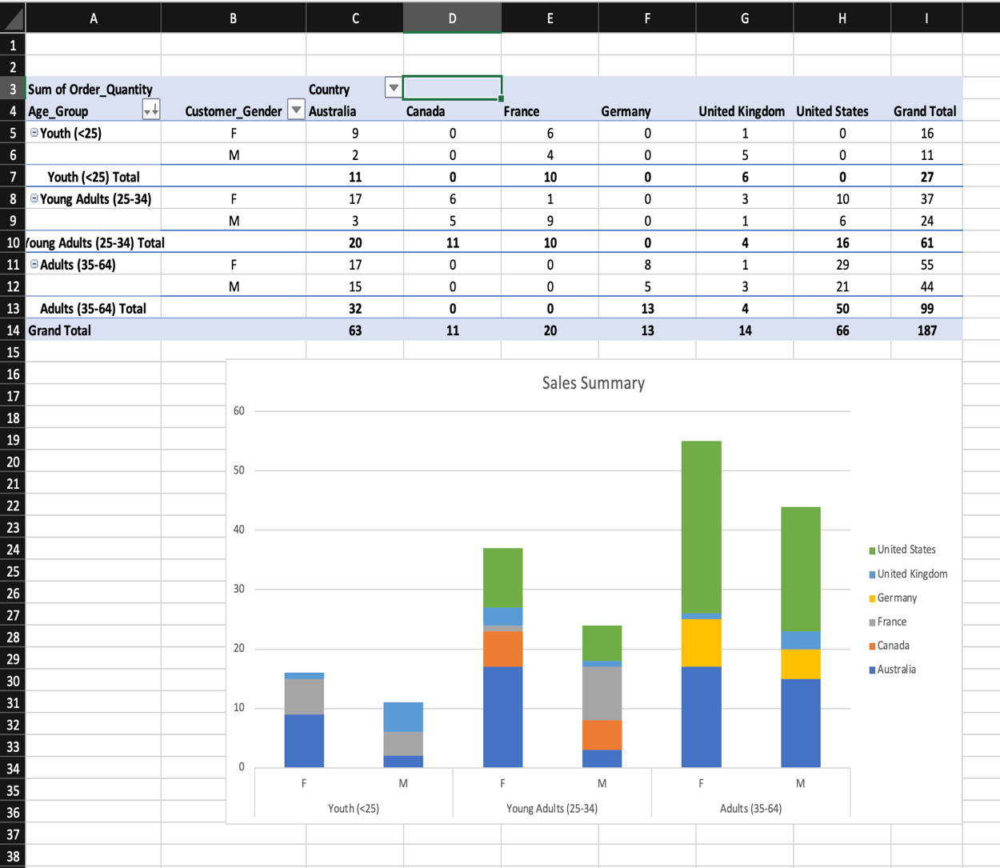 A B C D E F G H I
1
2
3 Sum of Order_Quantity Country
4 Age_Group Customer_Gender Australia Canada France Germany United Kingdom United States Grand Total
5 Youth (<25) F 9 0 6 0 1 0 16
6 M 2 0 4 0 5 0 11
7 Youth (<25) Total 11 0 10 0 6 0 27
8 Young Adults (25-34) F 17 6 1 0 3 10 37
9 M 3 5 9 0 1 6 24
10 Young Adults (25-34) Total 20 11 10 0 4 16 61
11 Adults (35-64) F 17 0 0 8 1 29 55
12 M 15 0 0 5 3 21 44
13 Adults (35-64) Total 32 0 0 13 4 50 99
14 Grand Total 63 11 20 13 14 66 187
15
16
17
18
19
20
21
22
23
24
25
26
27
28
29
30
31
32
33
34
35
36
37
38
Sales Summary
60
50
40
30
20
10
0
F M F M F M
Youth (<25) Young Adults (25-34) Adults (35-64)
United States
United Kingdom
Germany
France
Canada
Australia